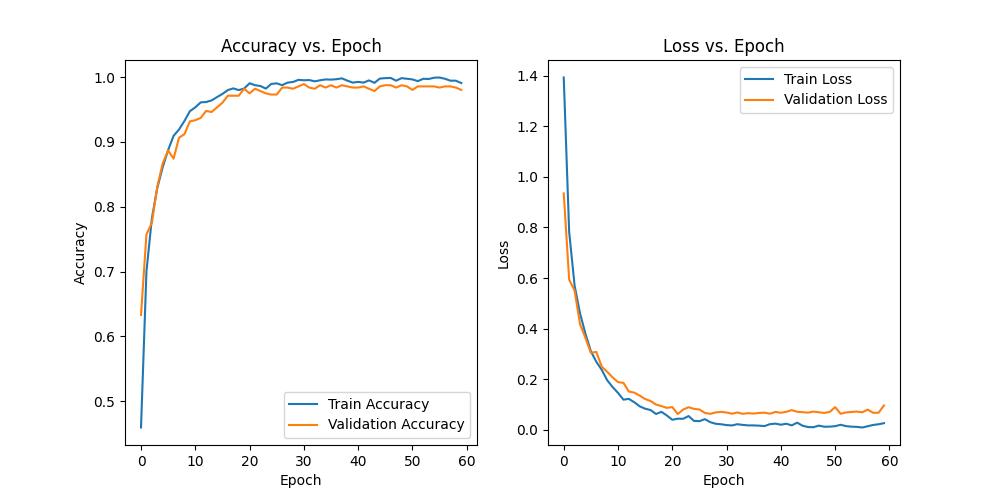 Accuracy vs. Epoch
1.0
0.9
0.8
0.7
0.6
0.5
Accuracy
Train Accuracy
Validation Accuracy
0 10 20 30 40 50 60
Epoch
Loss vs. Epoch
1.4
1.2
1.0
0.8
0.6
0.4
0.2
0.0
Loss
Train Loss
Validation Loss
0 10 20 30 40 50 60
Epoch